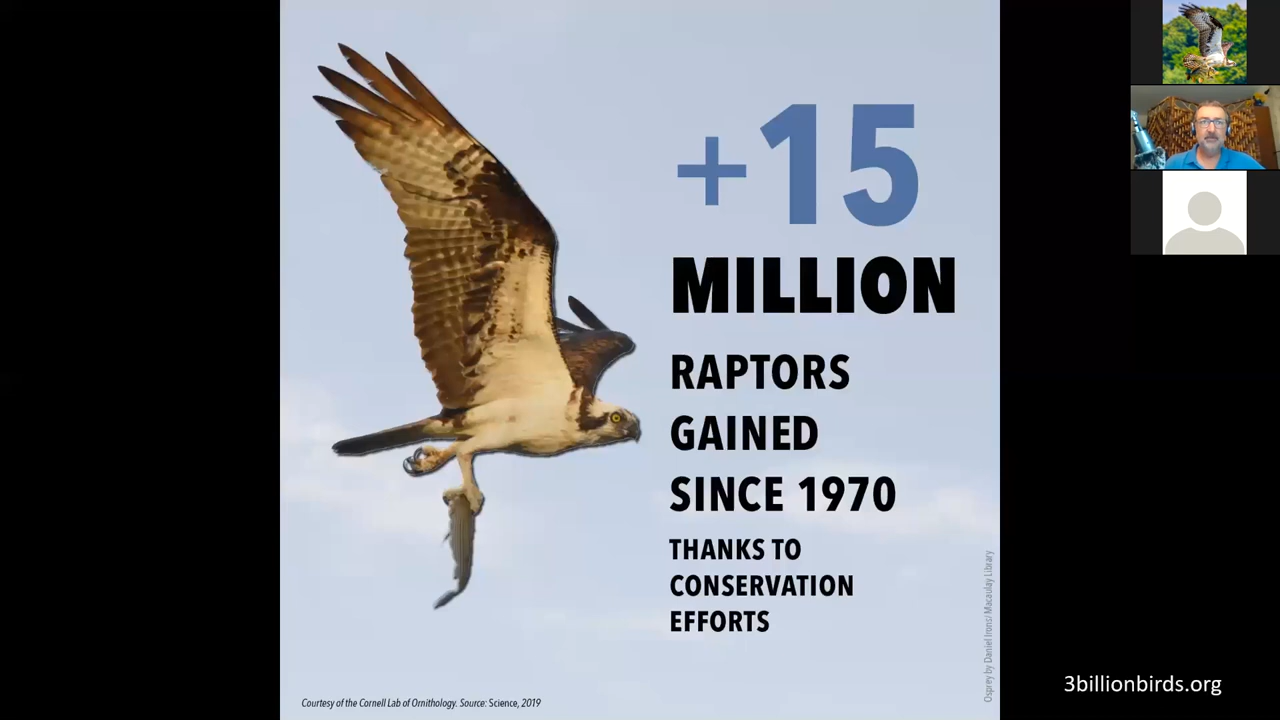 +15
MILLION
RAPTORS
GAINED
SINCE 1970
THANKS TO
CONSERVATION
EFFORTS
Osprey by Daniel Irons/ Macaulay Library
Courtesy of the Cornell Lab of Ornithology. Source: Science, 2019
3billionbirds.org